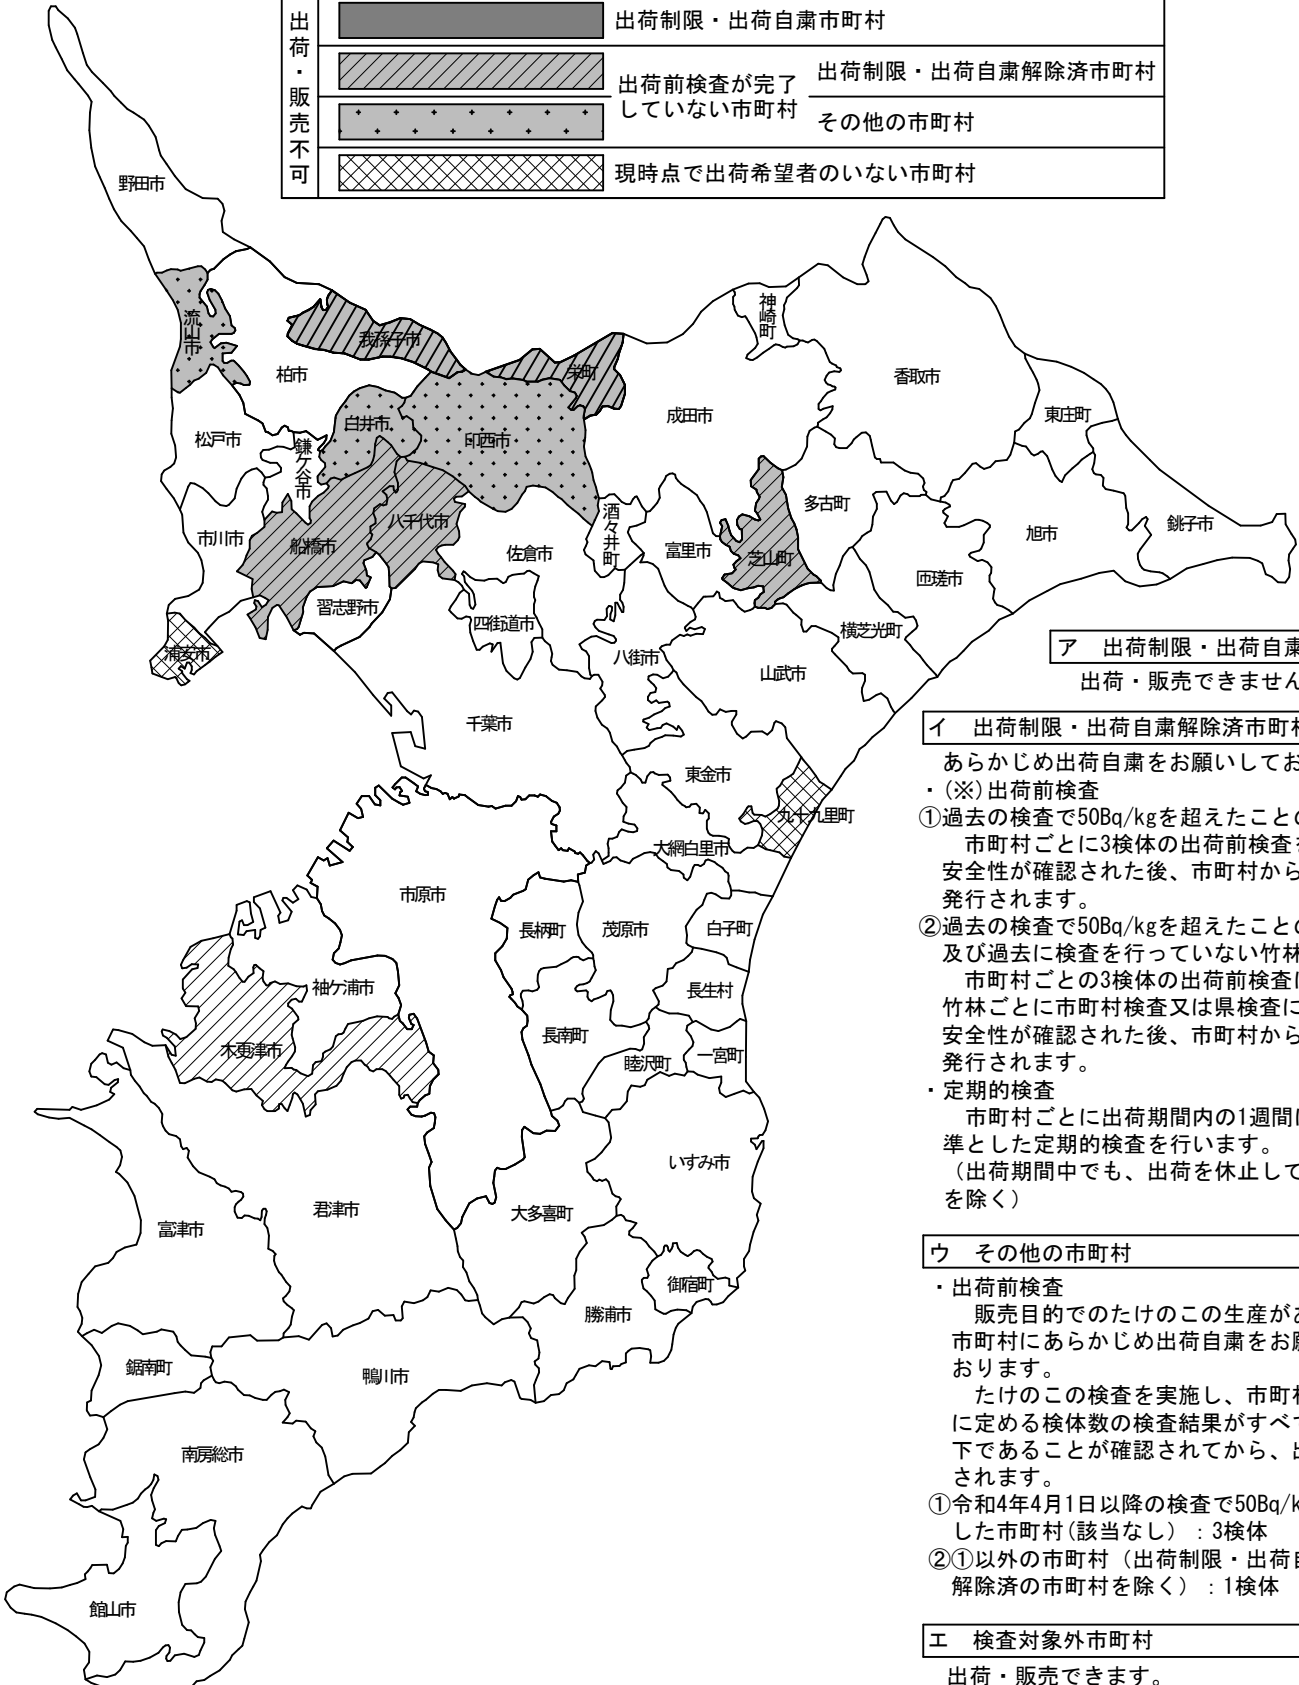 出荷・販売不可
出荷制限・出荷自粛市町村
出荷前検査が完了
していない市町村
出荷制限・出荷自粛解除済市町村
その他の市町村
現時点で出荷希望者のいない市町村
野田市
流山市
柏市
我孫子市
栄町
神崎町
香取市
東庄町
成田市
松戸市
鎌ケ谷市
白井市
印西市
多古町
銚子市
旭市
市川市
船橋市
八千代市
佐倉市
酒々井町
富里市
芝山町
匝瑳市
習志野市
四街道市
横芝光町
浦安市
八街市
山武市
千葉市
東金市
九十九里町
大網白里市
市原市
長柄町
茂原市
白子町
袖ケ浦市
長生村
木更津市
長南町
睦沢町
一宮町
いすみ市
君津市
大多喜町
富津市
御宿町
勝浦市
鋸南町
鴨川市
南房総市
館山市
ア 出荷制限・出荷自粛
出荷・販売できません
イ 出荷制限・出荷自粛解除済市町村
あらかじめ出荷自粛をお願いしてお
・(※)出荷前検査
①過去の検査で50Bq/kgを超えたことの
市町村ごとに3検体の出荷前検査を
安全性が確認された後、市町村から
発行されます。
②過去の検査で50Bq/kgを超えたことの
及び過去に検査を行っていない竹林
市町村ごとの3検体の出荷前検査に
竹林ごとに市町村検査又は県検査に
安全性が確認された後、市町村から
発行されます。
・定期的検査
市町村ごとに出荷期間内の1週間に
準とした定期的検査を行います。
(出荷期間中でも、出荷を休止して
を除く)
ウ その他の市町村
・出荷前検査
販売目的でのたけのこの生産があ
市町村にあらかじめ出荷自粛をお願
おります。
たけのこの検査を実施し、市町村
に定める検体数の検査結果がすべて
下であることが確認されてから、出
されます。
①令和4年4月1日以降の検査で50Bq/k
した市町村(該当なし):3検体
②①以外の市町村(出荷制限・出荷自
解除済の市町村を除く):1検体
エ 検査対象外市町村
出荷・販売できます。